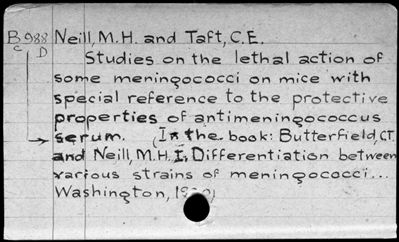 B988 Neill, M.H. and Taft, C.E.
C D Studies on the lethal action of
some meningococci on mice with
special reference to the protective
properties of antimeningococcus
serum. (In the book: Butterfield, C.T.
and Neill, M.H. I, Differentiation between
various strains of meningococci...
Washington,